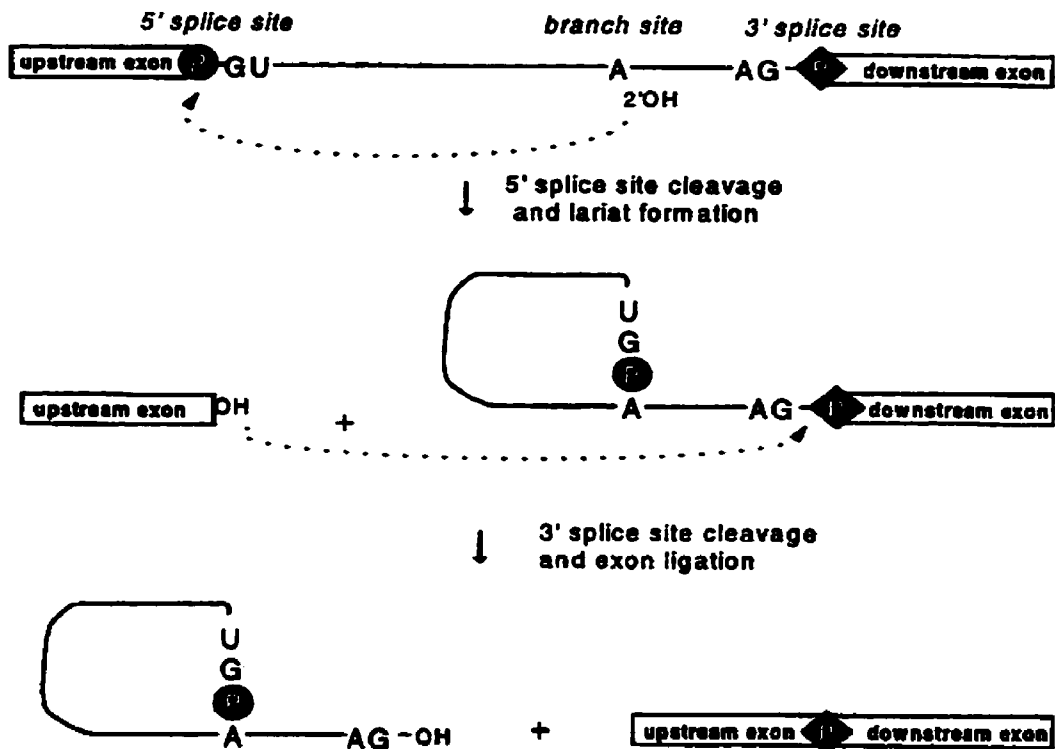 5' splice site branch site 3' splice site
upstream exon P GU A AG P downstream exon
2'OH
5' splice site cleavage
and lariat formation
U
G
P
upstream exon OH + A AG P downstream exon
3' splice site cleavage
and exon ligation
U
G
P
A AG-OH + upstream exon P downstream exon